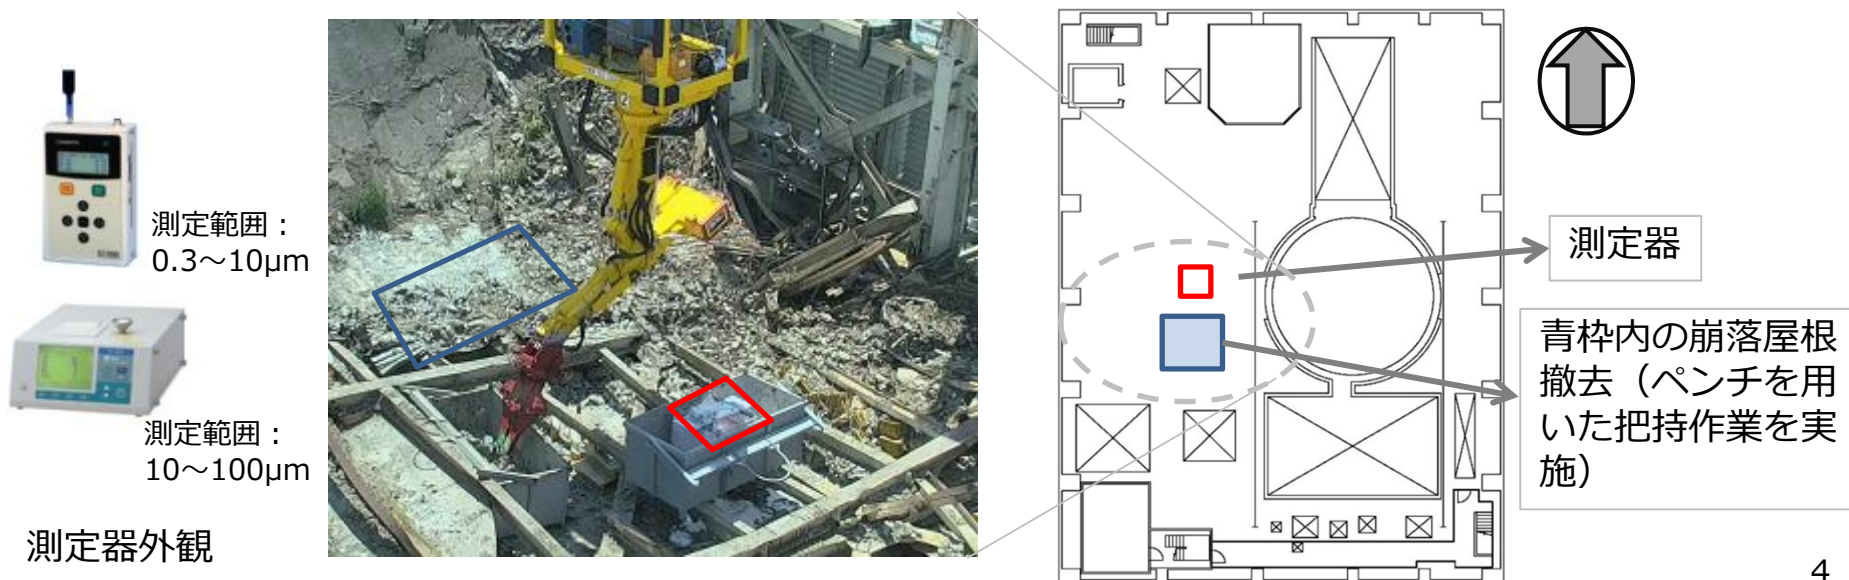 測定範囲：
0.3～10μm
測定範囲：
10～100μm
測定器外観
測定器
青枠内の崩落屋根
撤去（ペンチを用
いた把持作業を実
施）
4